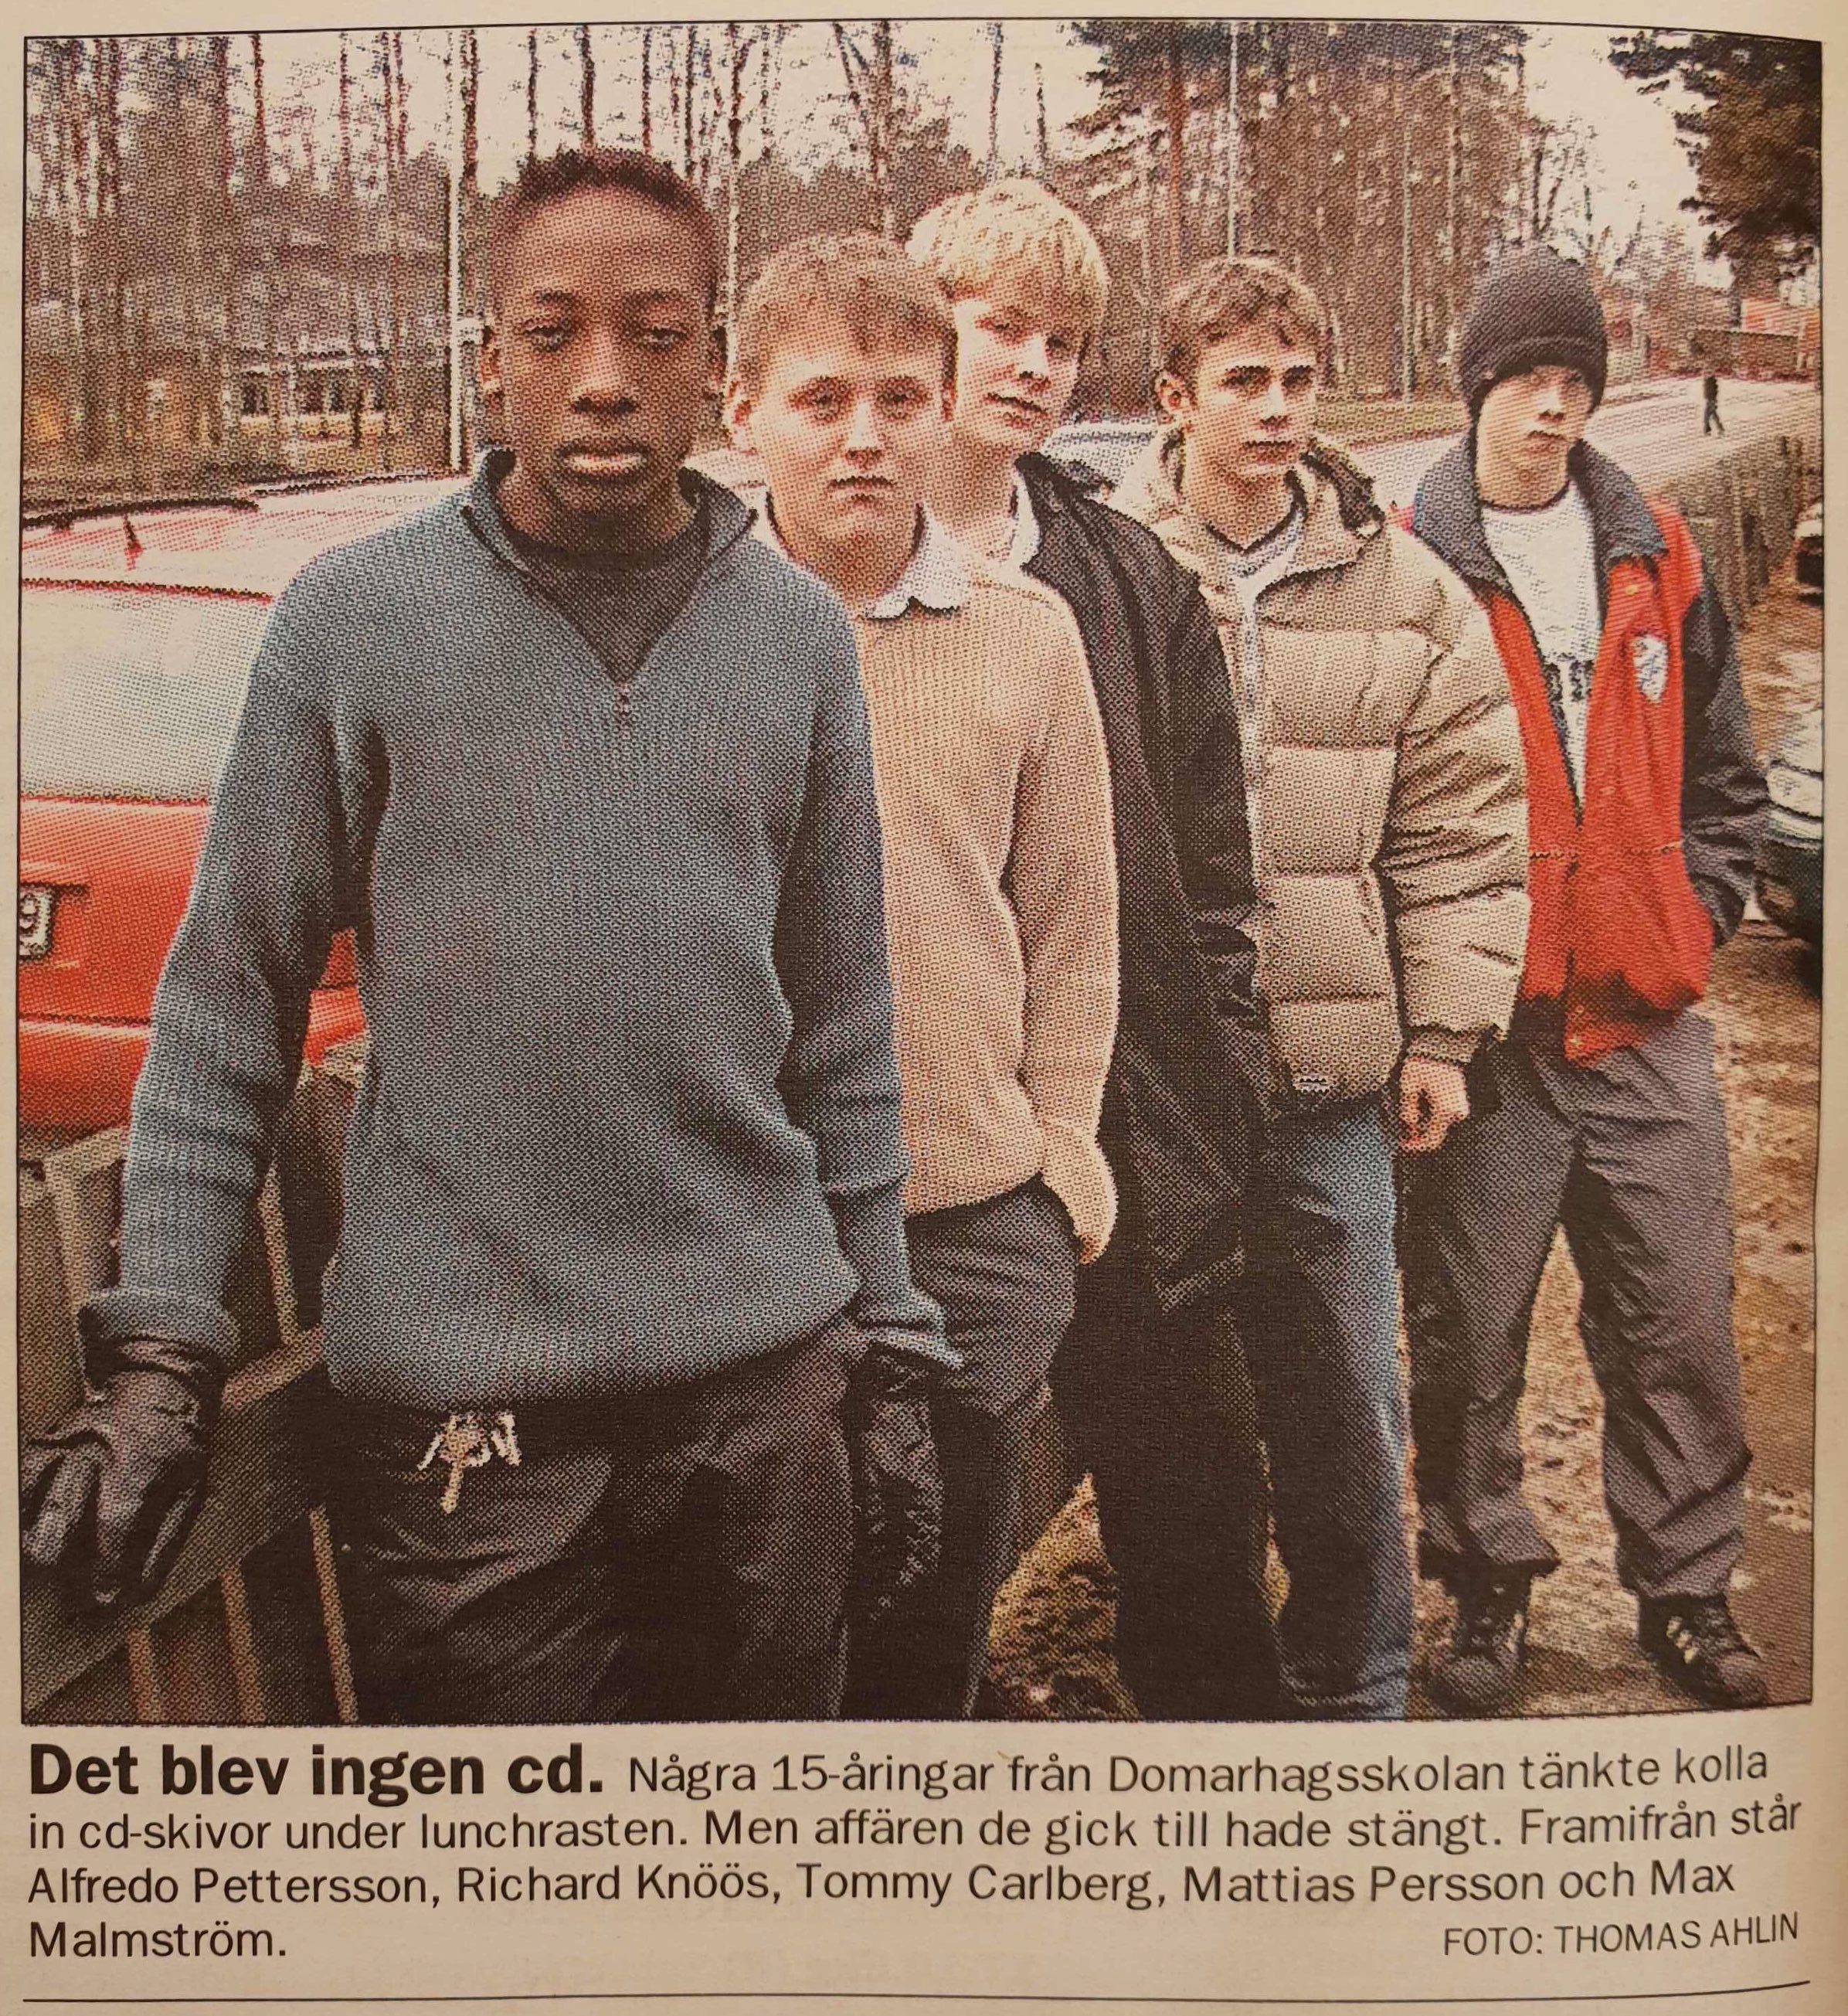 9
Det blev ingen cd. Några 15-åringar från Domarhagsskolan tänkte kolla
in cd-skivor under lunchrasten. Men affären de gick till hade stängt. Framifrån står
Alfredo Pettersson, Richard Knöös, Tommy Carlberg, Mattias Persson och Max
Malmström.
FOTO: THOMAS AHLIN